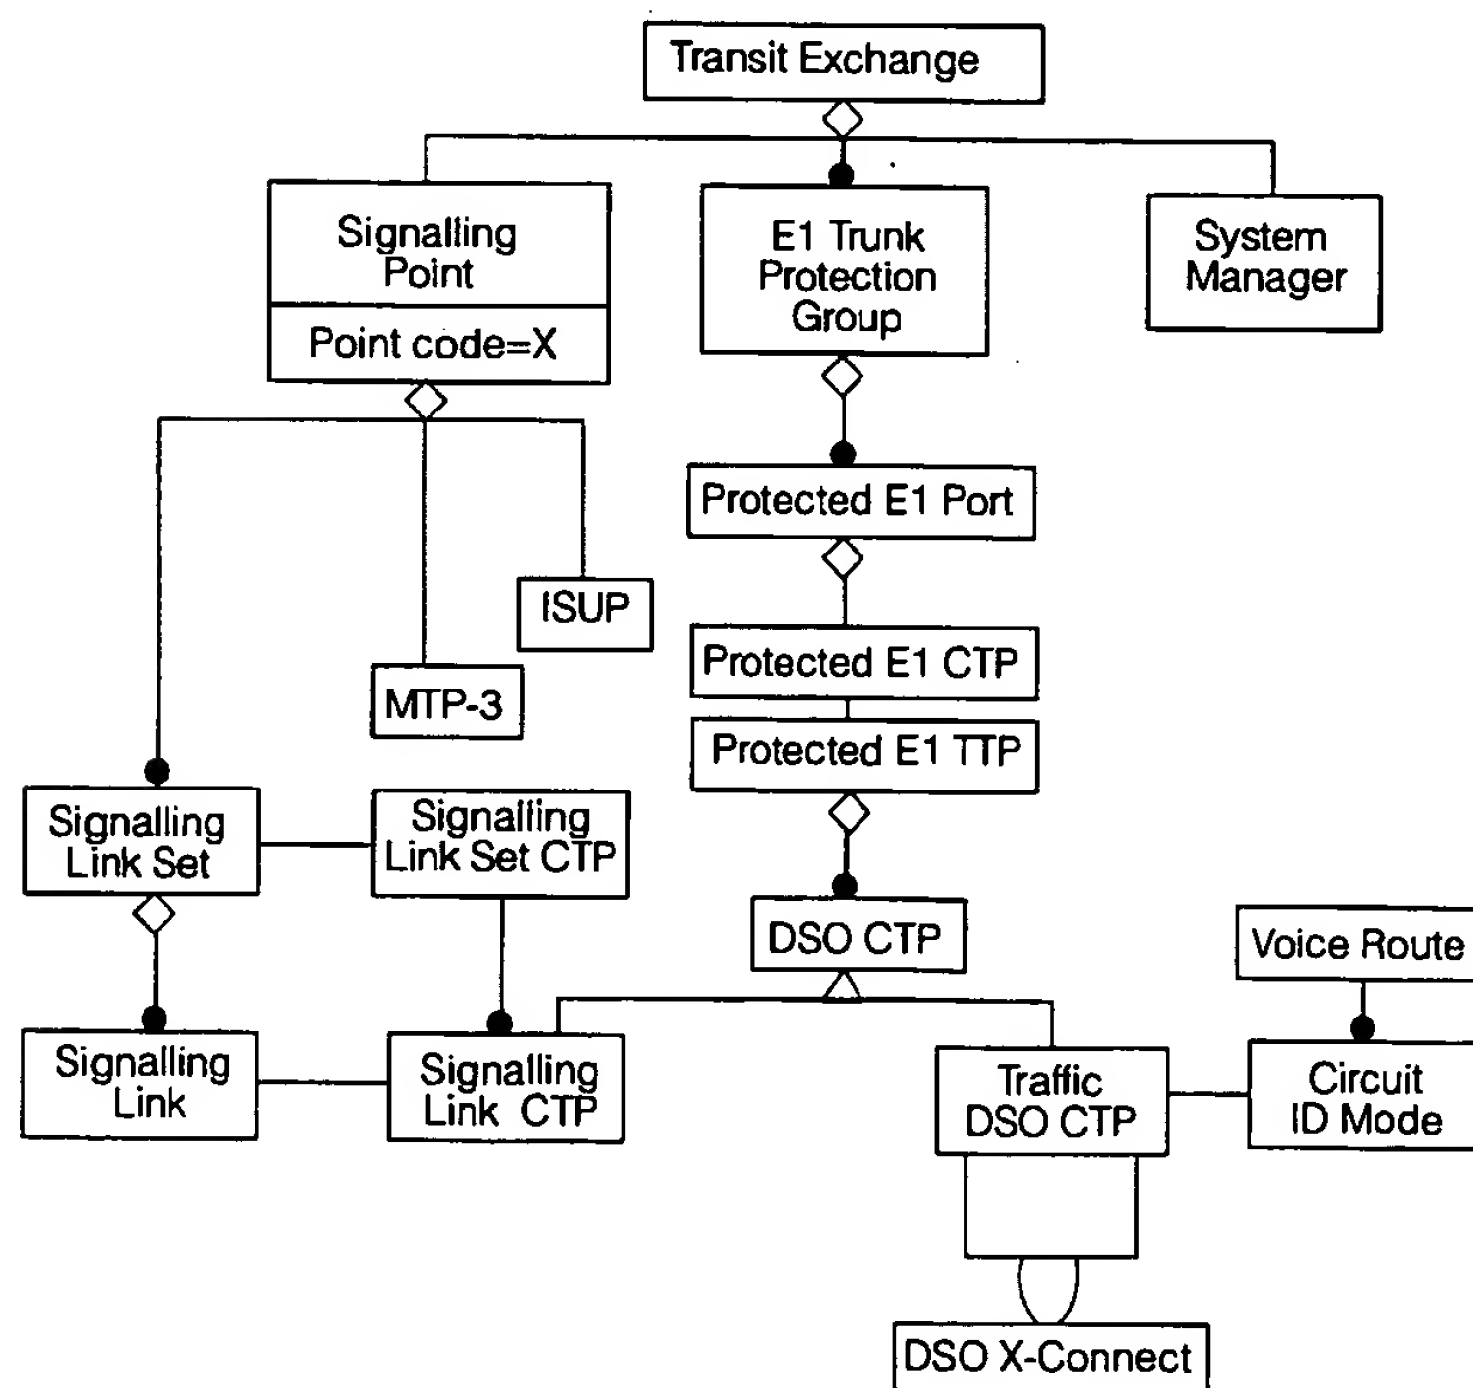 Transit Exchange
Signalling
Point
Point code=X
E1 Trunk
Protection
Group
System
Manager
Protected E1 Port
ISUP
Protected E1 CTP
MTP-3
Protected E1 TTP
Signalling
Link Set
Signalling
Link Set CTP
DSO CTP
Voice Route
Signalling
Link
Signalling
Link CTP
Traffic
DSO CTP
Circuit
ID Mode
DSO X-Connect